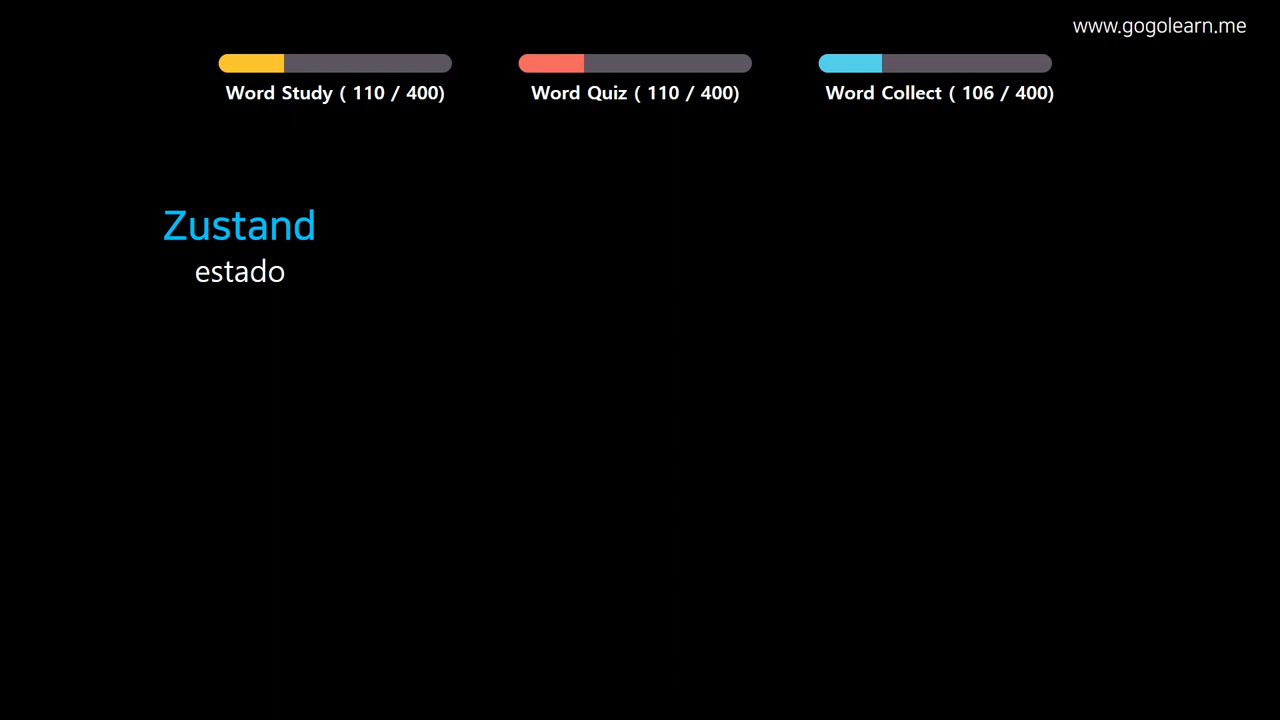 www.gogolearn.me
Word Study ( 110 / 400)
Word Quiz ( 110 / 400)
Word Collect ( 106 / 400)
Zustand
estado